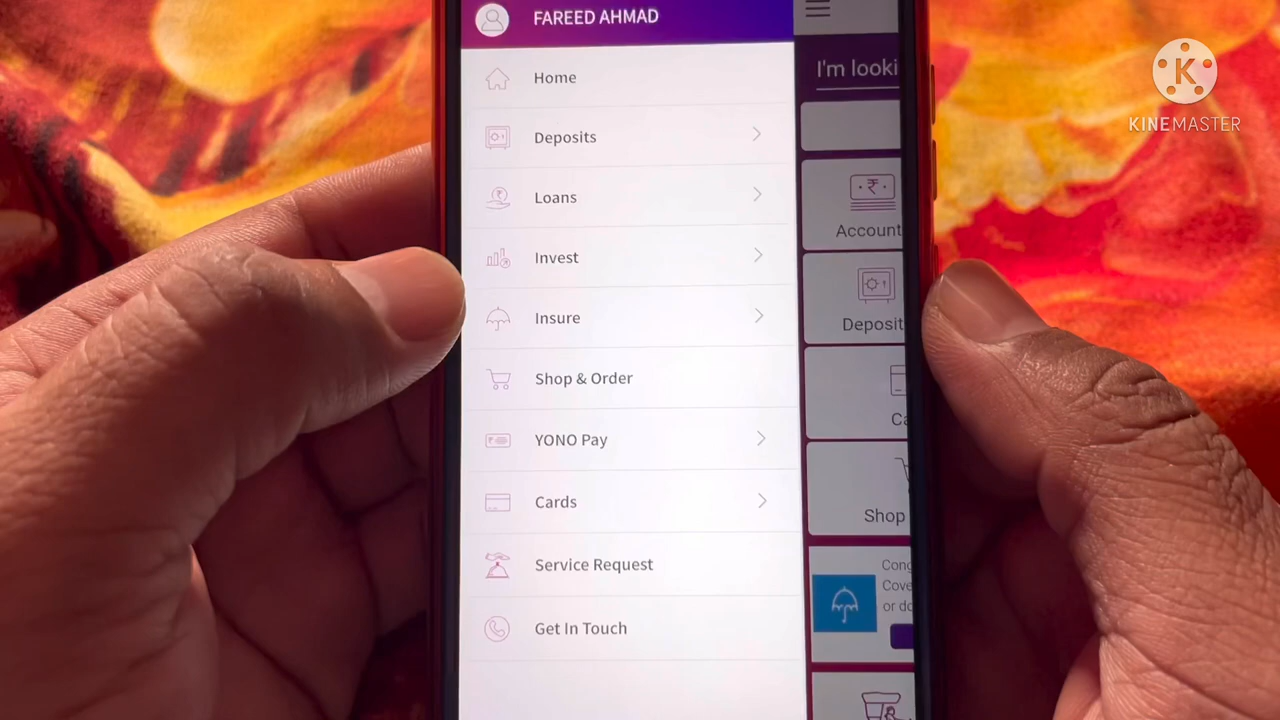 FAREED AHMAD
Home
Deposits
Loans
Invest
Insure
Shop & Order
YONO Pay
Cards
Service Request
Get In Touch
I'm looki
Account
Deposit
Ca
Shop
Cong
Cove
or do
K
KINEMASTER